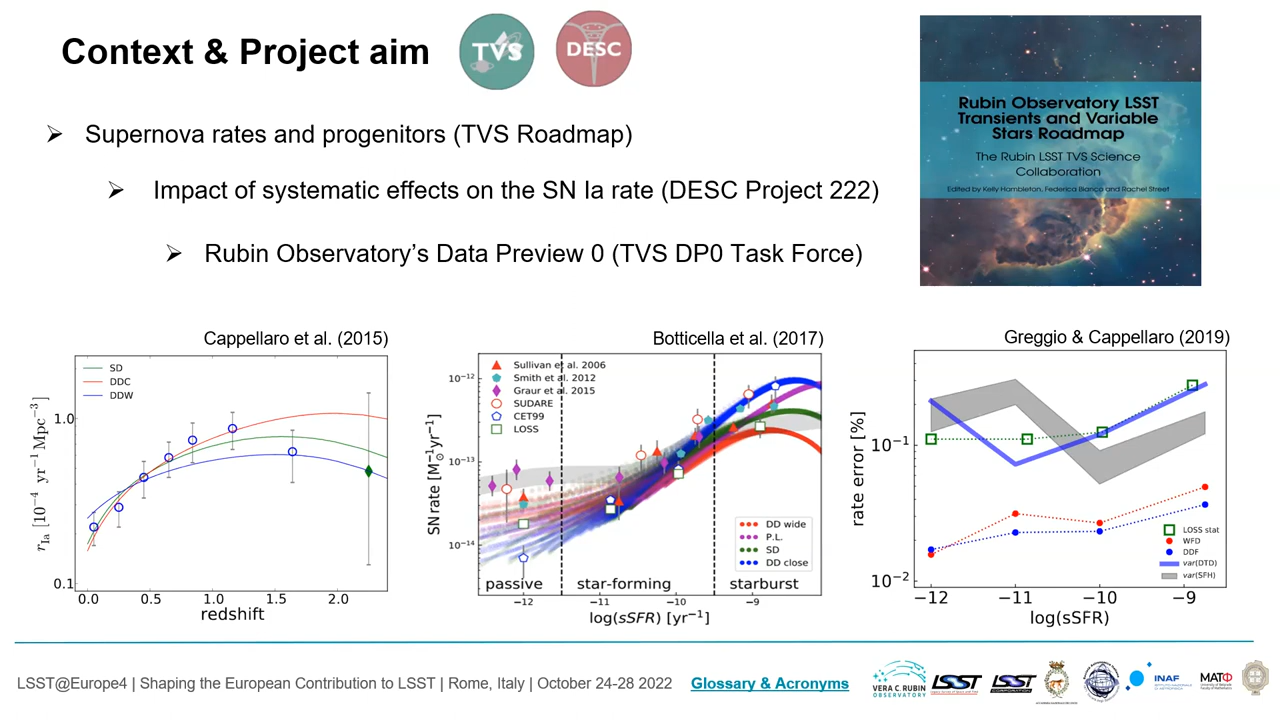 Context & Project aim
TVS
DESC
Supernova rates and progenitors (TVS Roadmap)
Impact of systematic effects on the SN Ia rate (DESC Project 222)
Rubin Observatory’s Data Preview 0 (TVS DP0 Task Force)
Rubin Observatory LSST
Transients and Variable
Stars Roadmap
The Rubin LSST TVS Science
Collaboration
Edited by Kelly Hambleton, Federica Bianco and Rachel Street
Cappellaro et al. (2015)
SD
DDC
DDW
1.0
0.1
r_Ia [10⁻⁴ yr⁻¹ Mpc⁻³]
0.0 0.5 1.0 1.5 2.0
redshift
Botticella et al. (2017)
Sullivan et al. 2006
Smith et al. 2012
Graur et al. 2015
SUDARE
CET99
LOSS
10⁻¹²
10⁻¹³
10⁻¹⁴
SN rate [M⊙⁻¹yr⁻¹]
DD wide
P.L.
SD
DD close
passive star-forming starburst
−12 −11 −10 −9
log(sSFR) [yr⁻¹]
Greggio & Cappellaro (2019)
10⁻¹
10⁻²
rate error [%]
LOSS stat
WFD
DDF
var(DTD)
var(SFH)
−12 −11 −10 −9
log(sSFR)
LSST@Europe4 | Shaping the European Contribution to LSST | Rome, Italy | October 24-28 2022
Glossary & Acronyms
VERA C. RUBIN
OBSERVATORY
LSST
LSST
CORPORATION
INAF
MATF